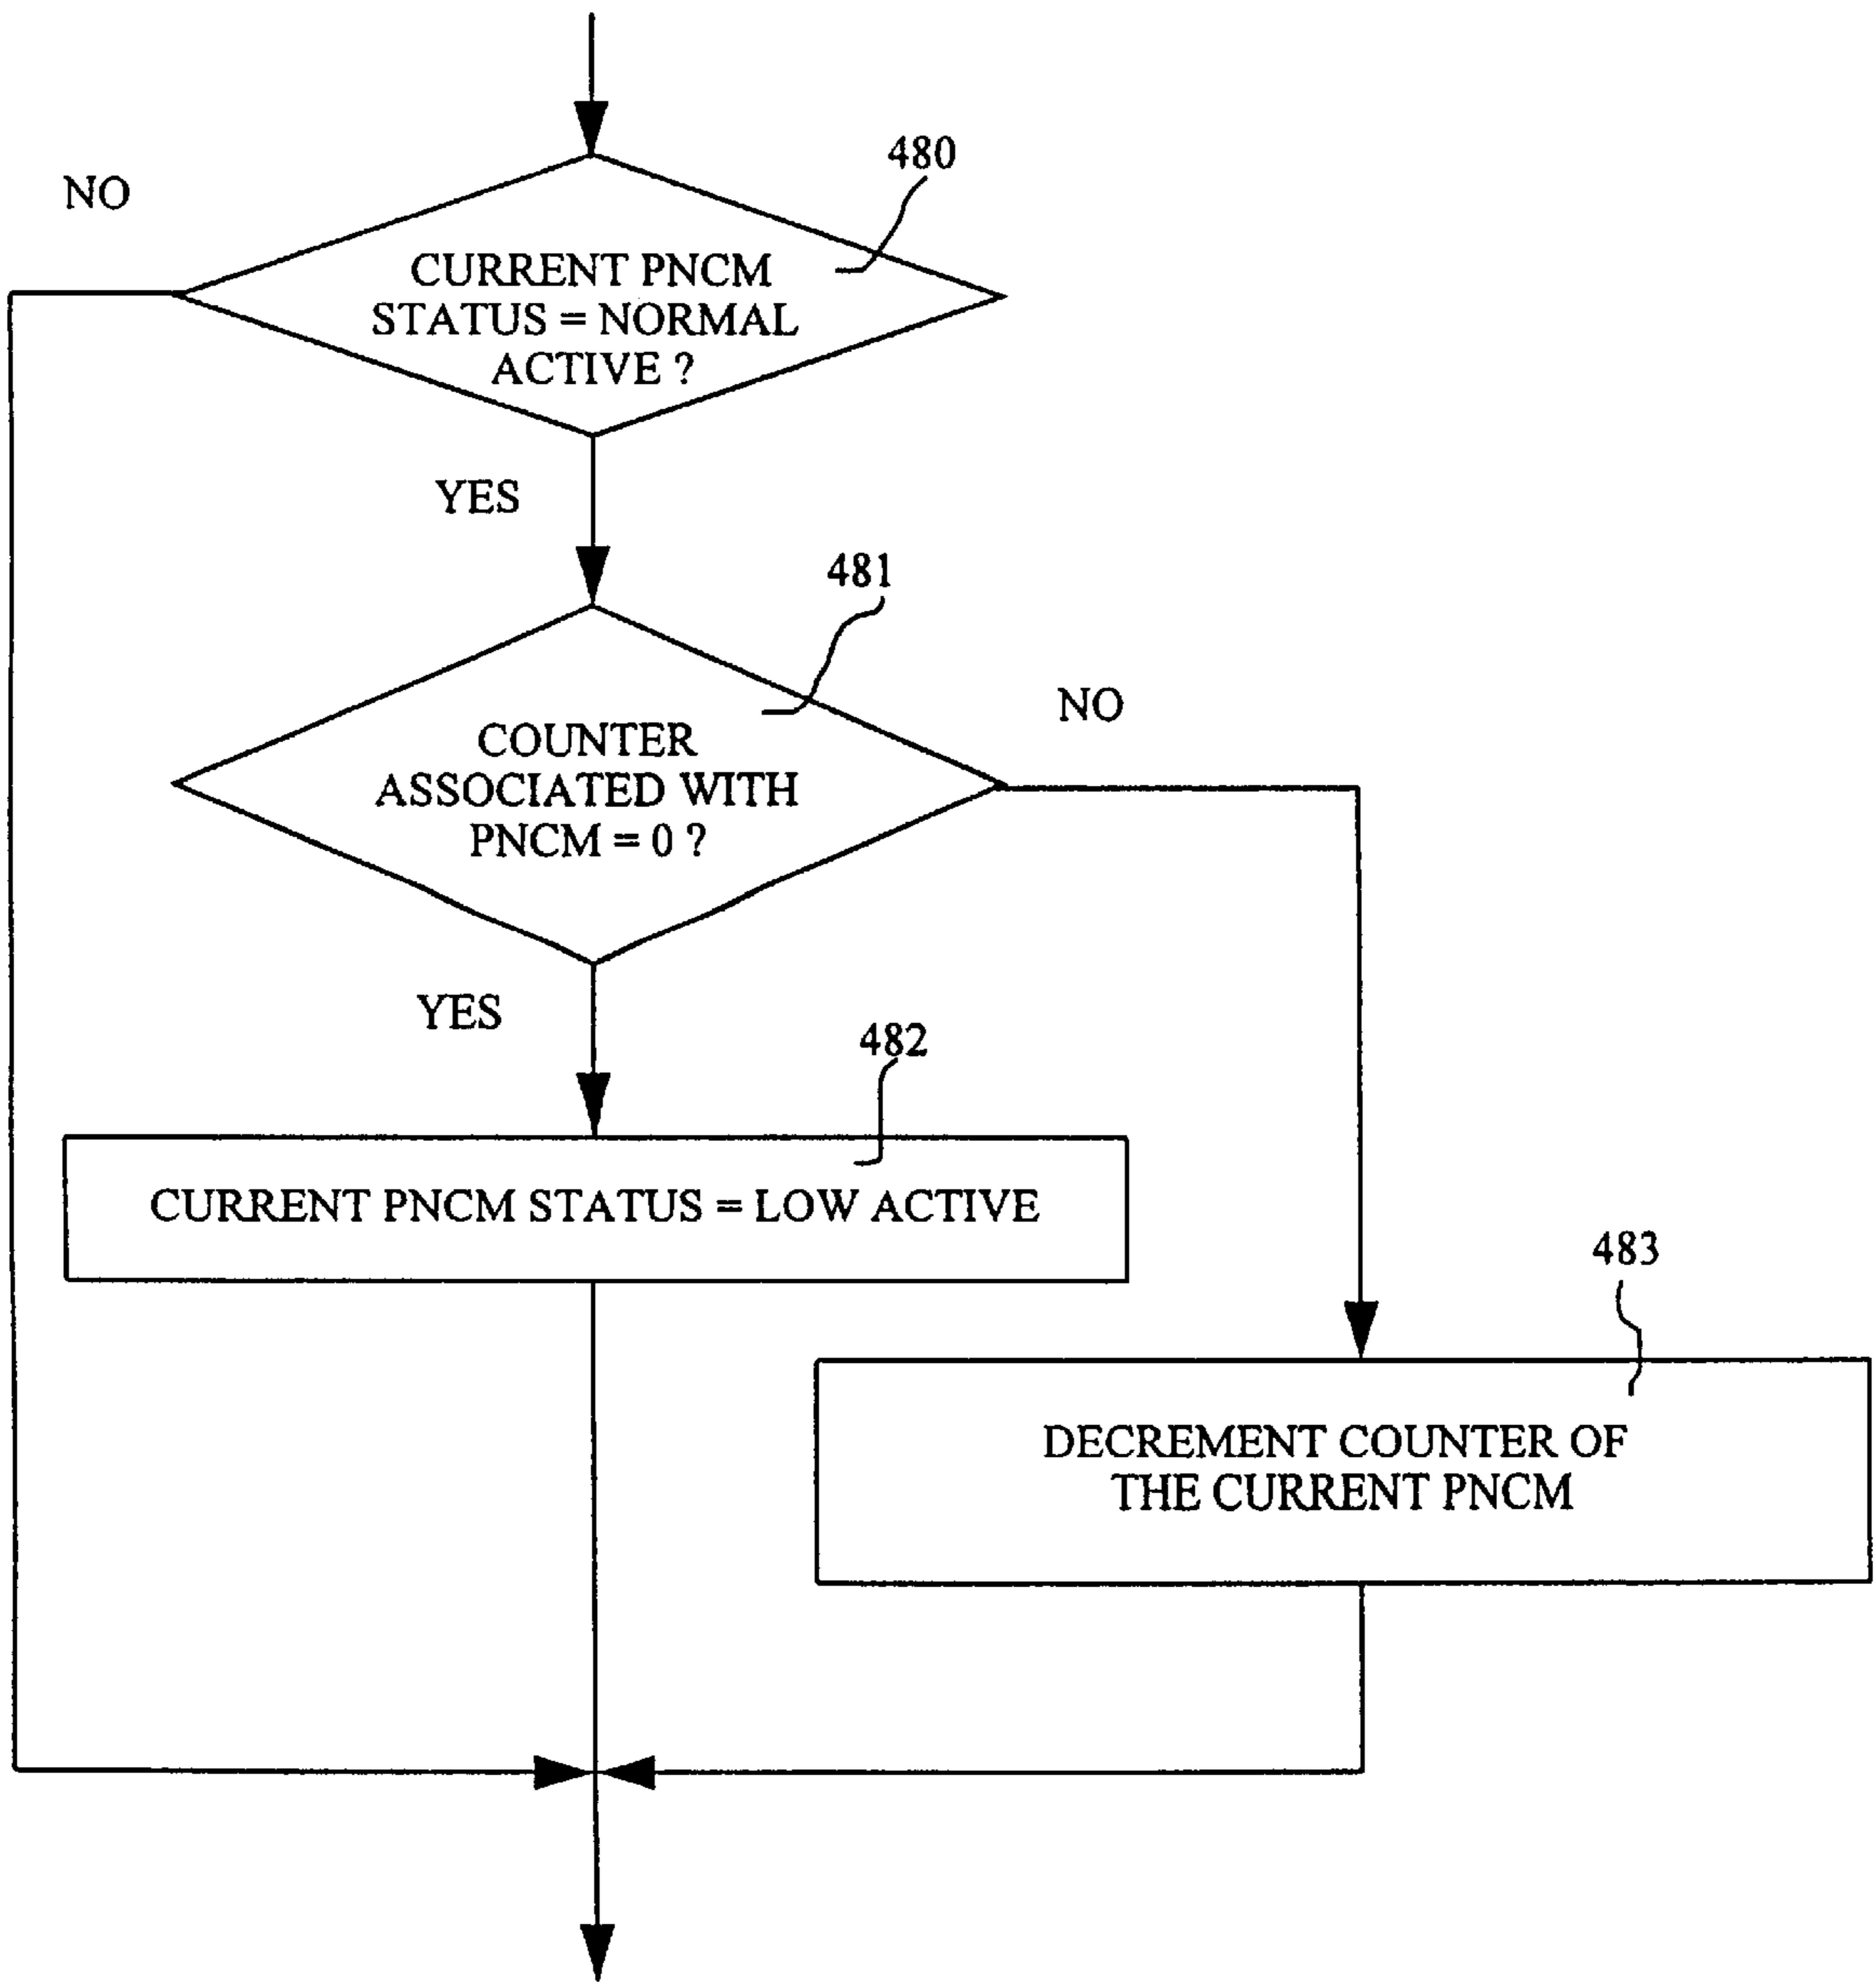 480
NO
CURRENT PNCM
STATUS = NORMAL
ACTIVE ?
YES
481
NO
COUNTER
ASSOCIATED WITH
PNCM = 0 ?
YES
482
CURRENT PNCM STATUS = LOW ACTIVE
483
DECREMENT COUNTER OF
THE CURRENT PNCM